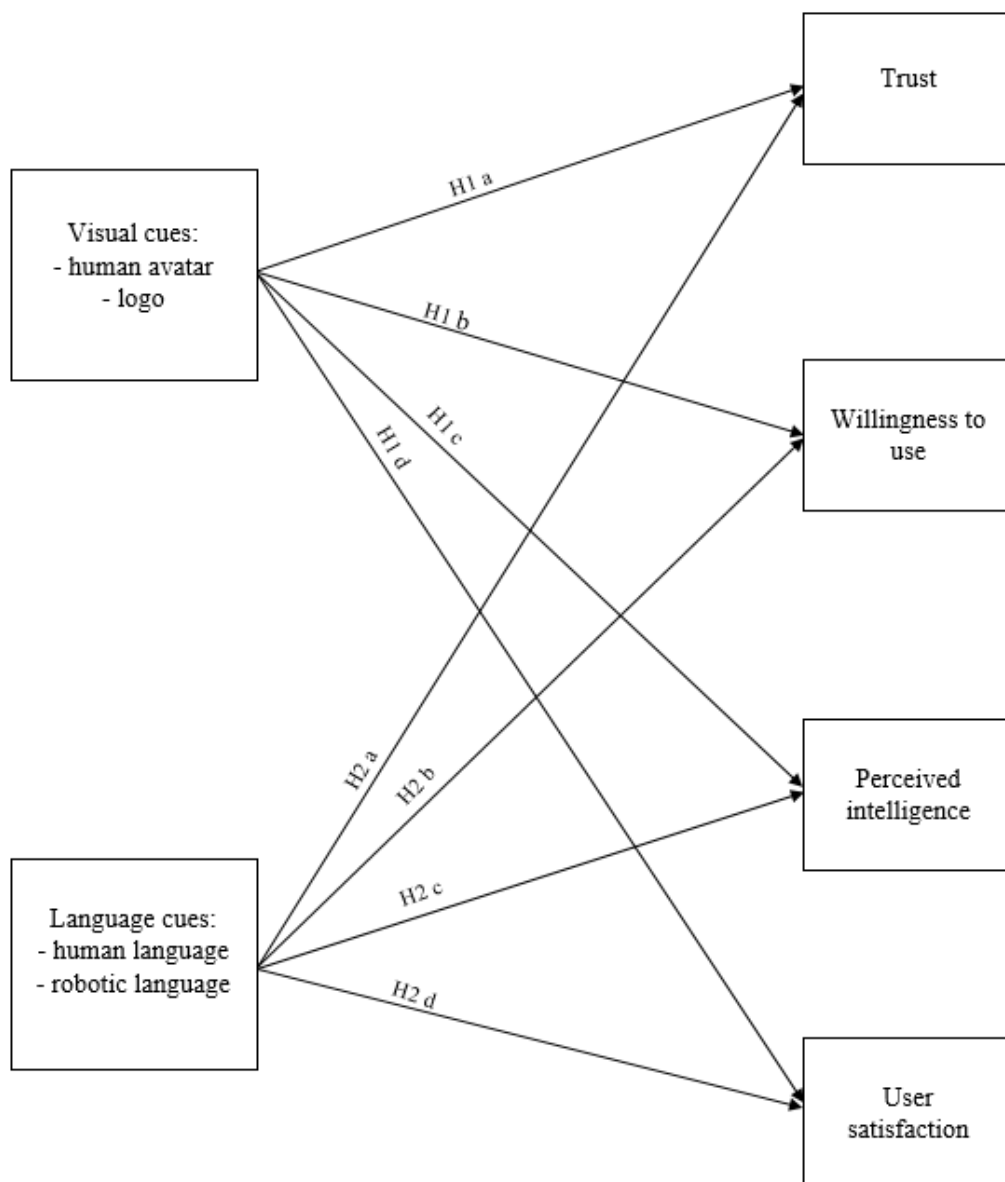 Trust
H1 a
Visual cues:
- human avatar
- logo
H1 b
Willingness to
use
H1 c
H1 d
H2 a
H2 b
Perceived
intelligence
H2 c
Language cues:
- human language
- robotic language
H2 d
User
satisfaction